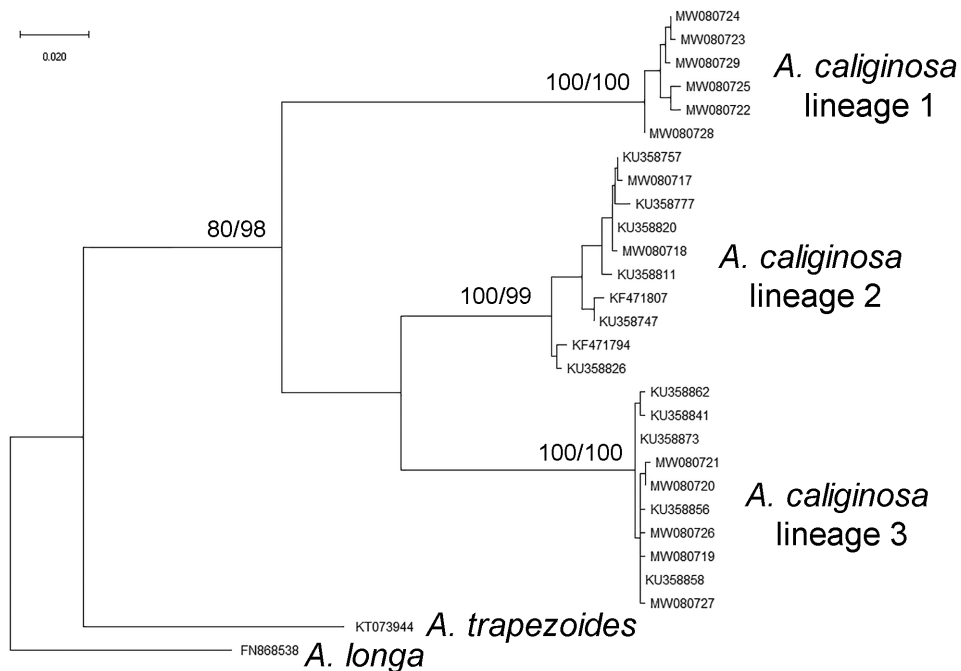 0.020
MW080724
MW080723
MW080729
MW080725
MW080722
MW080728
100/100
A. caliginosa
lineage 1
KU358757
MW080717
KU358777
KU358820
MW080718
KU358811
KF471807
KU358747
KF471794
KU358826
80/98
100/99
A. caliginosa
lineage 2
KU358862
KU358841
KU358873
MW080721
MW080720
KU358856
MW080726
MW080719
KU358858
MW080727
100/100
A. caliginosa
lineage 3
KT073944 A. trapezoides
FN868538 A. longa